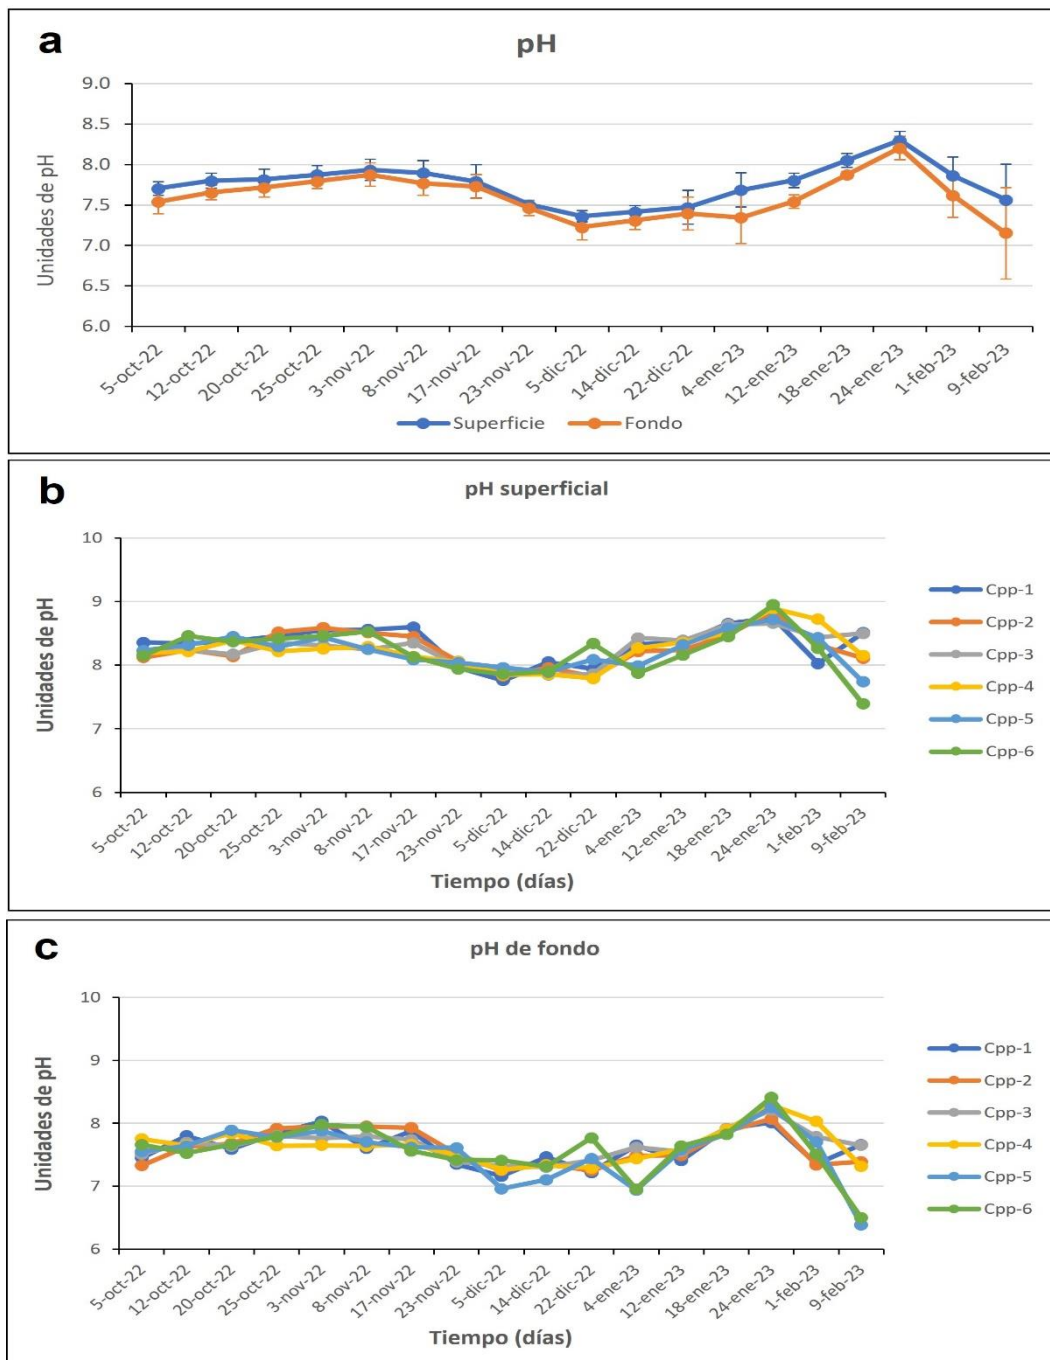 a
pH
Unidades de pH
9.0
8.5
8.0
7.5
7.0
6.5
6.0
5-oct-22
12-oct-22
20-oct-22
25-oct-22
3-nov-22
8-nov-22
17-nov-22
23-nov-22
5-dic-22
14-dic-22
22-dic-22
4-ene-23
12-ene-23
18-ene-23
24-ene-23
1-feb-23
9-feb-23
Superficie Fondo
b
pH superficial
Unidades de pH
10
9
8
7
6
5-oct-22
12-oct-22
20-oct-22
25-oct-22
3-nov-22
8-nov-22
17-nov-22
23-nov-22
5-dic-22
14-dic-22
22-dic-22
4-ene-23
12-ene-23
18-ene-23
24-ene-23
1-feb-23
9-feb-23
Tiempo (días)
Cpp-1
Cpp-2
Cpp-3
Cpp-4
Cpp-5
Cpp-6
c
pH de fondo
Unidades de pH
10
9
8
7
6
5-oct-22
12-oct-22
20-oct-22
25-oct-22
3-nov-22
8-nov-22
17-nov-22
23-nov-22
5-dic-22
14-dic-22
22-dic-22
4-ene-23
12-ene-23
18-ene-23
24-ene-23
1-feb-23
9-feb-23
Tiempo (días)
Cpp-1
Cpp-2
Cpp-3
Cpp-4
Cpp-5
Cpp-6